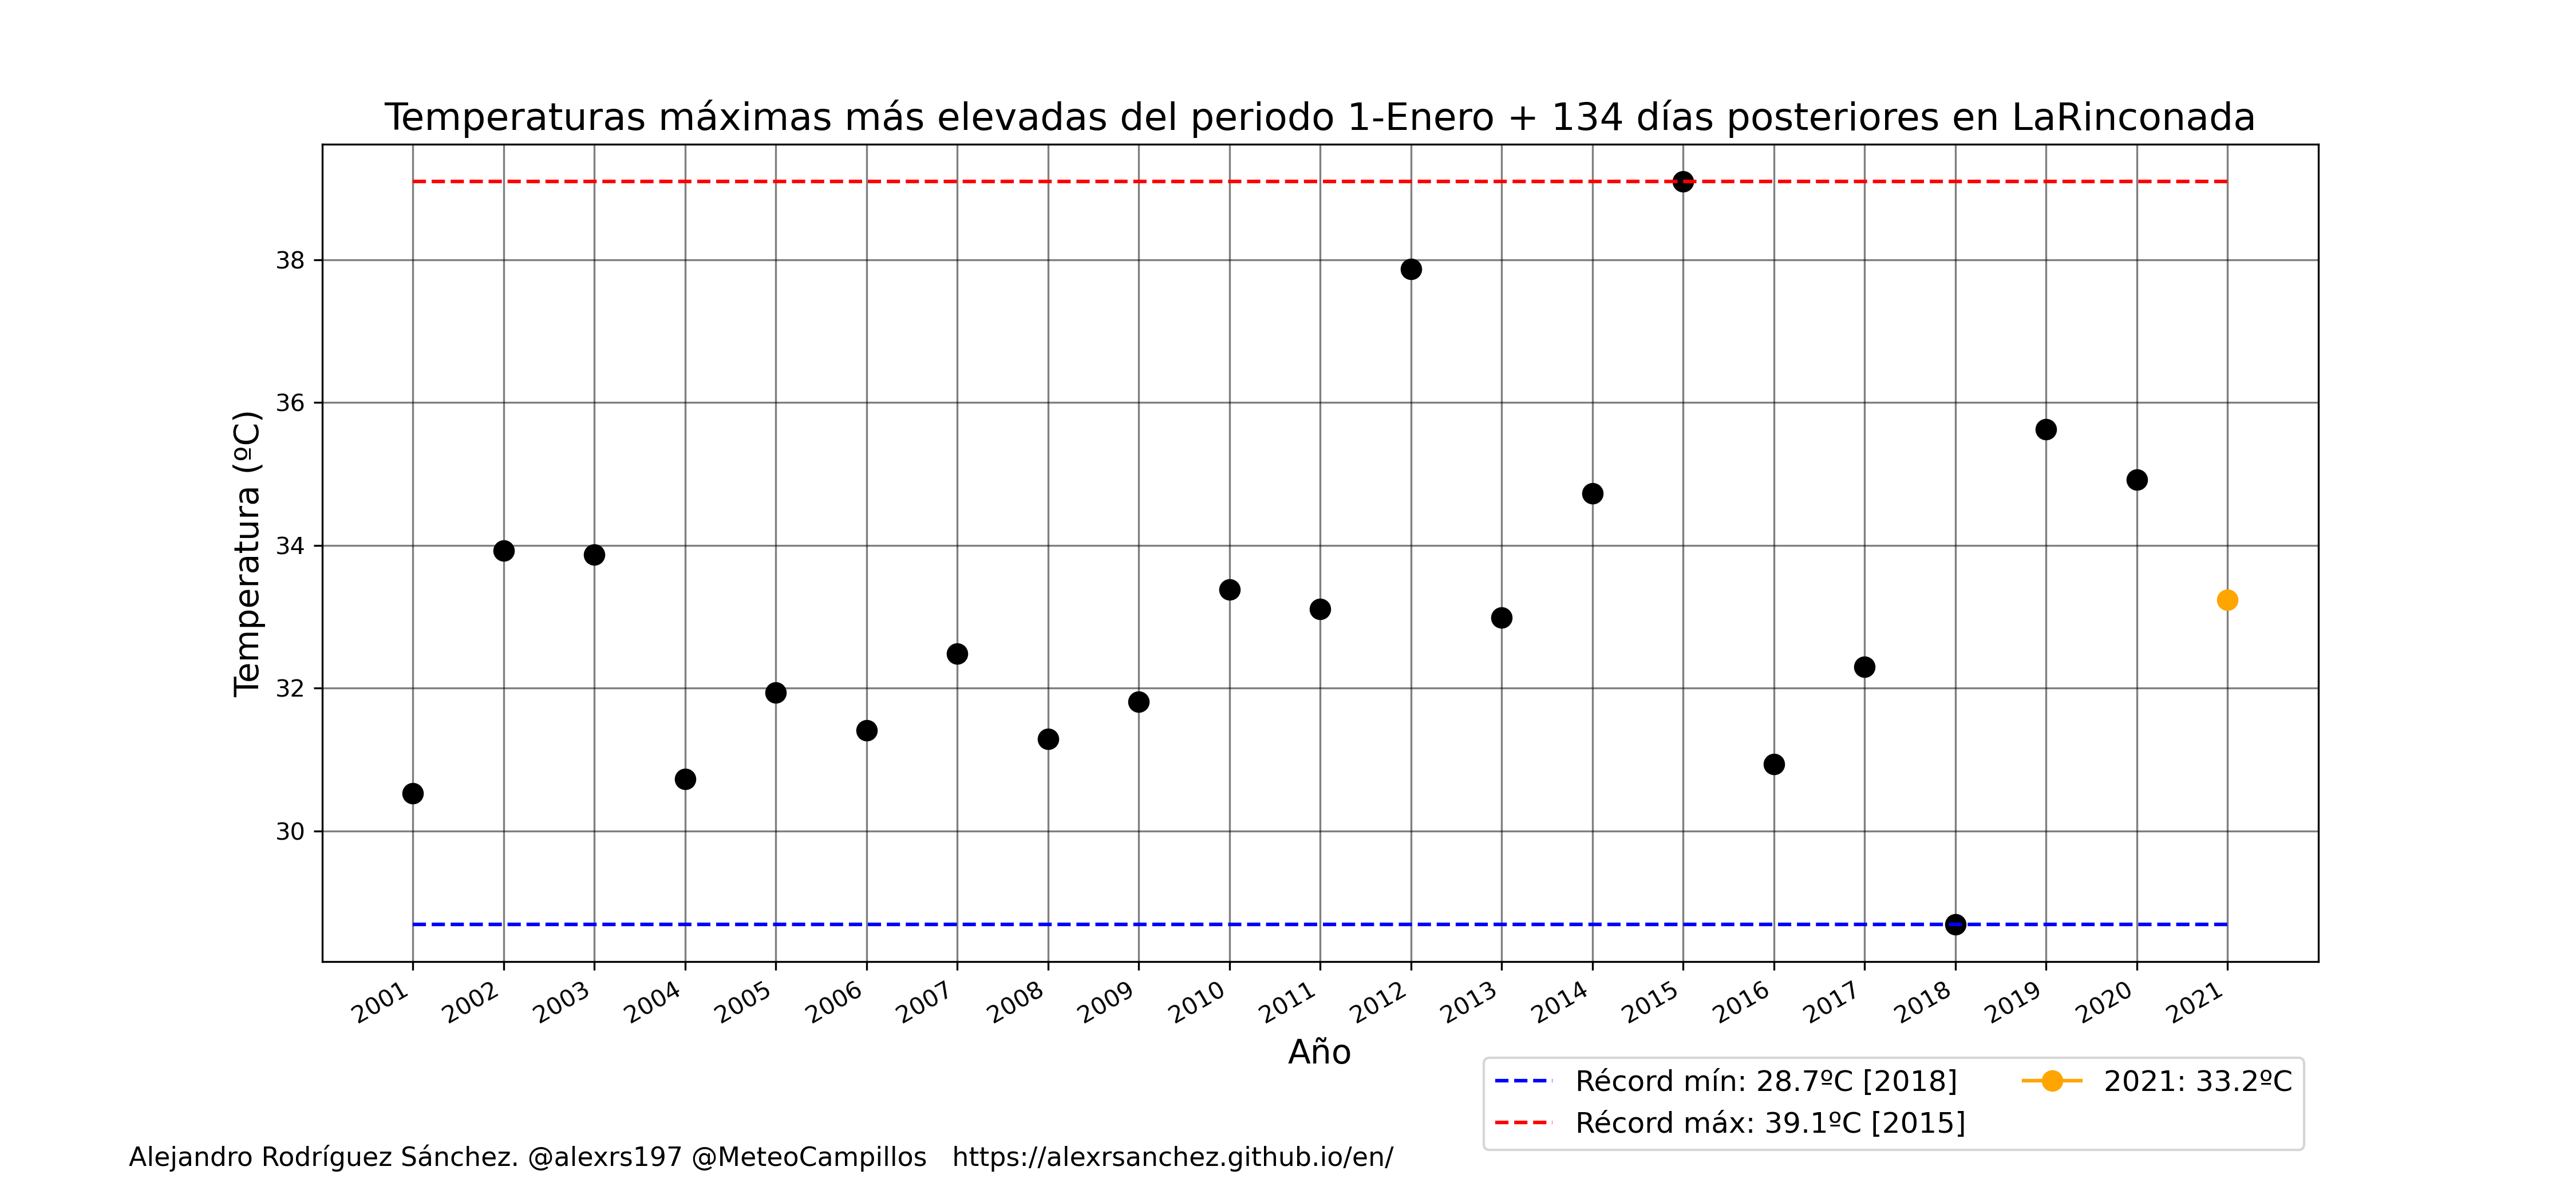 Temperaturas máximas más elevadas del periodo 1-Enero + 134 días posteriores en LaRinconada
Temperatura (ºC)
38
36
34
32
30
2001 2002 2003 2004 2005 2006 2007 2008 2009 2010 2011 2012 2013 2014 2015 2016 2017 2018 2019 2020 2021
Año
Récord mín: 28.7ºC [2018]
Récord máx: 39.1ºC [2015]
2021: 33.2ºC
Alejandro Rodríguez Sánchez. @alexrs197 @MeteoCampillos https://alexrsanchez.github.io/en/